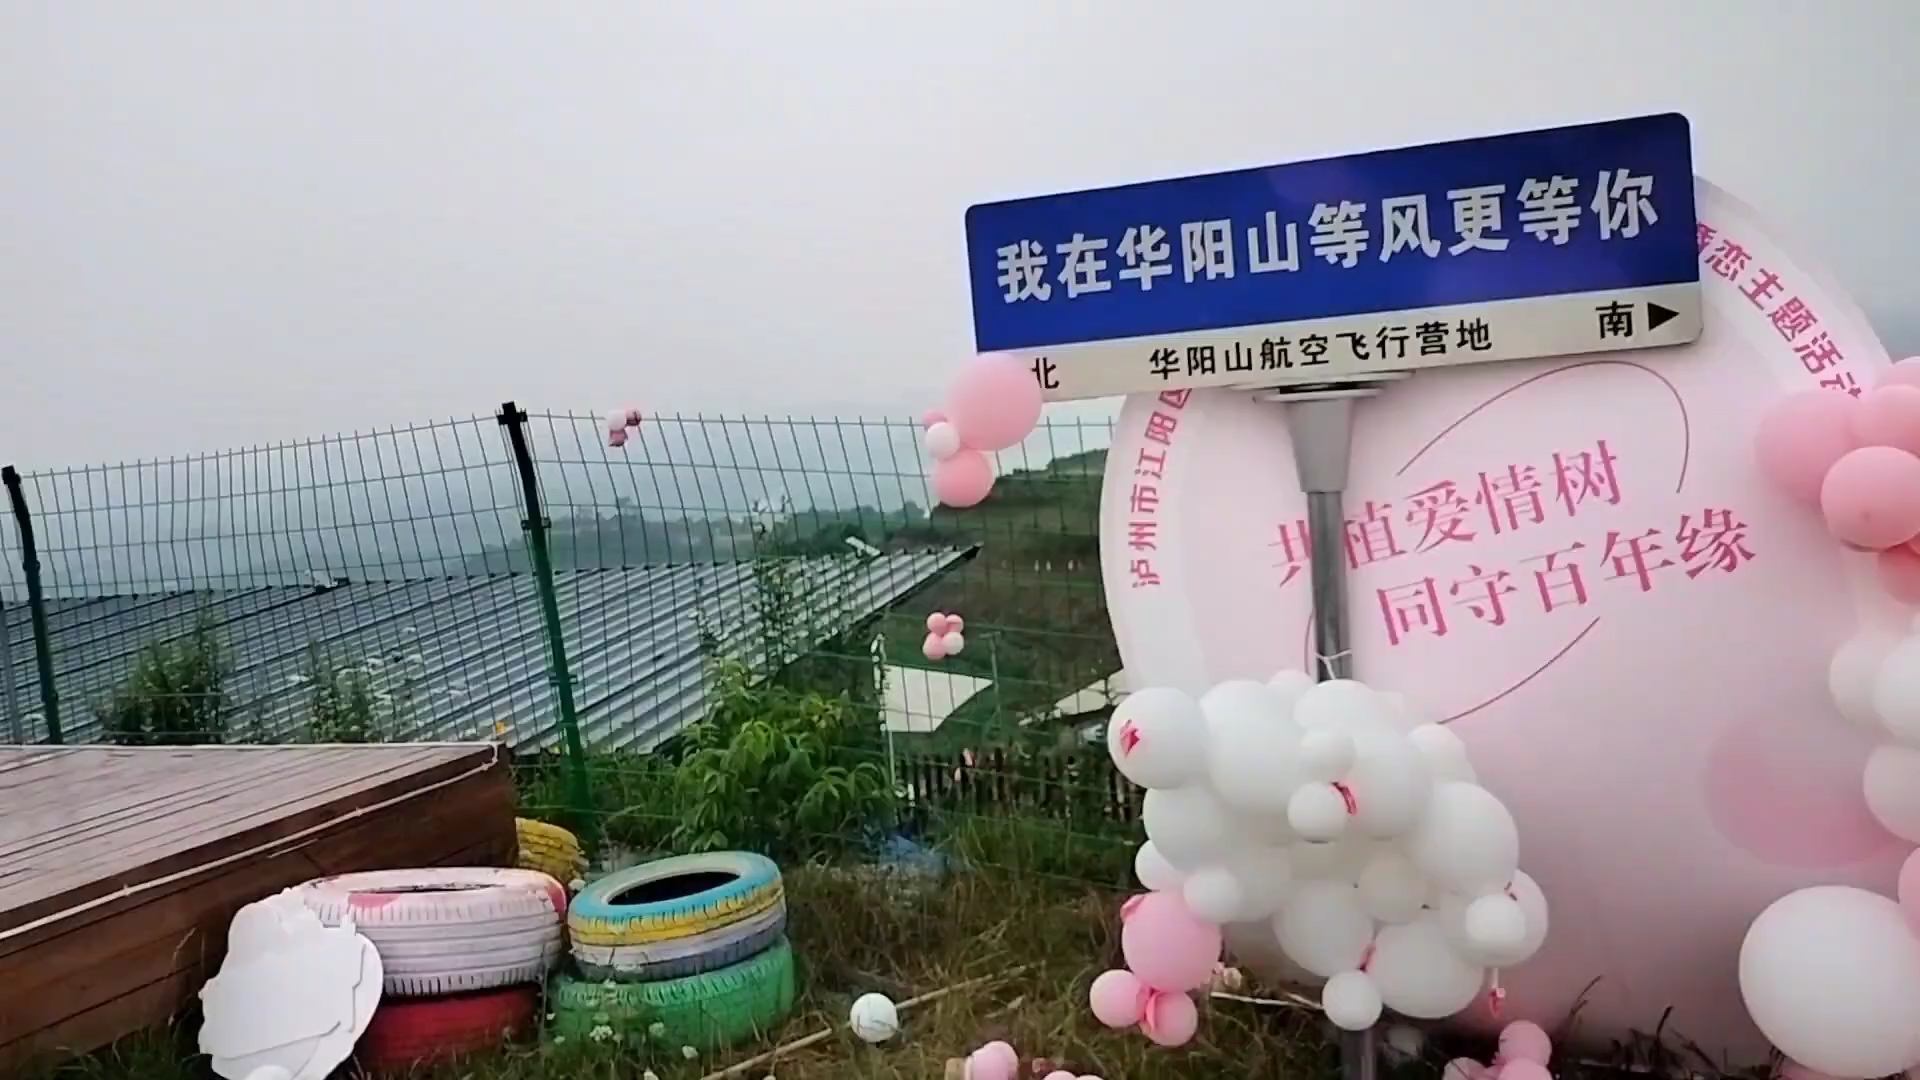 我在华阳山等风更等你
北 华阳山航空飞行营地 南
泸州市江阳区
婚恋主题活动
共植爱情树
同守百年缘